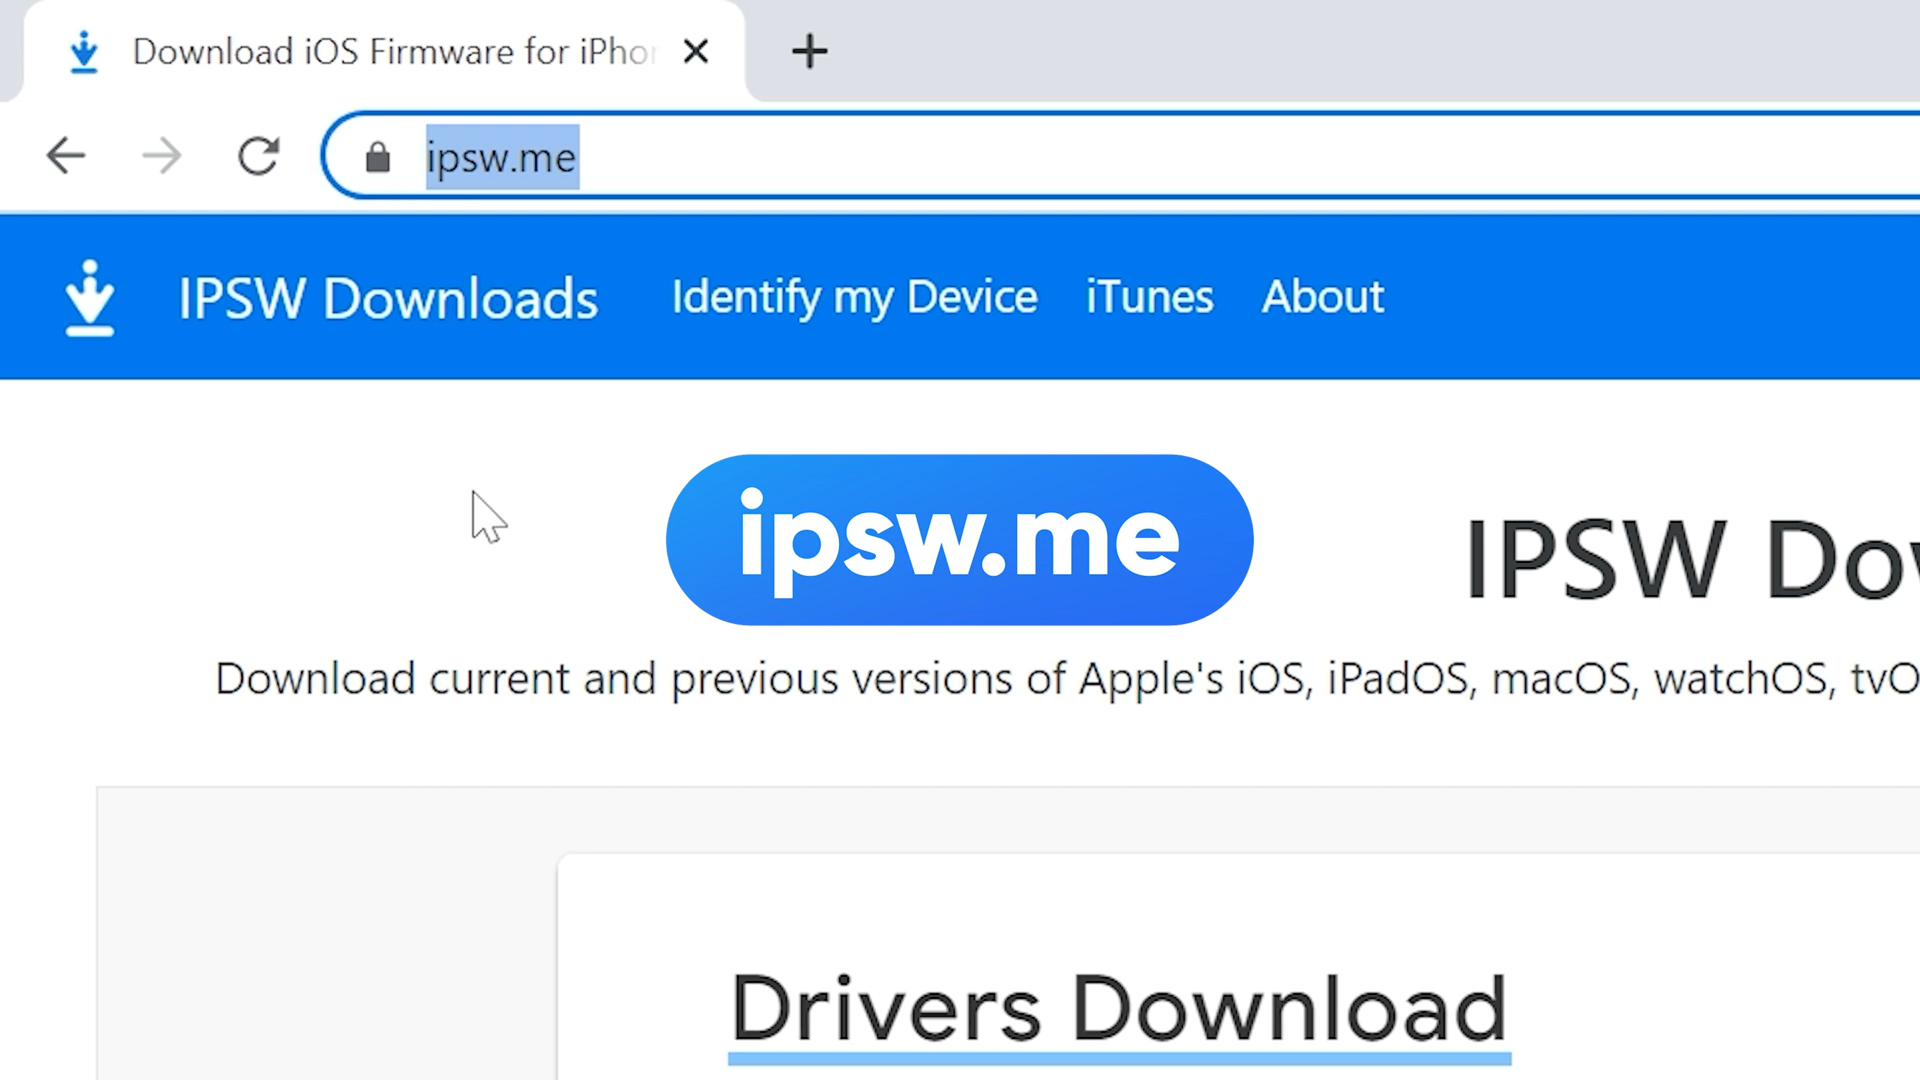 Download iOS Firmware for iPho
ipsw.me
IPSW Downloads Identify my Device iTunes About
ipsw.me
IPSW Do
Download current and previous versions of Apple's iOS, iPadOS, macOS, watchOS, tvO
Drivers Download